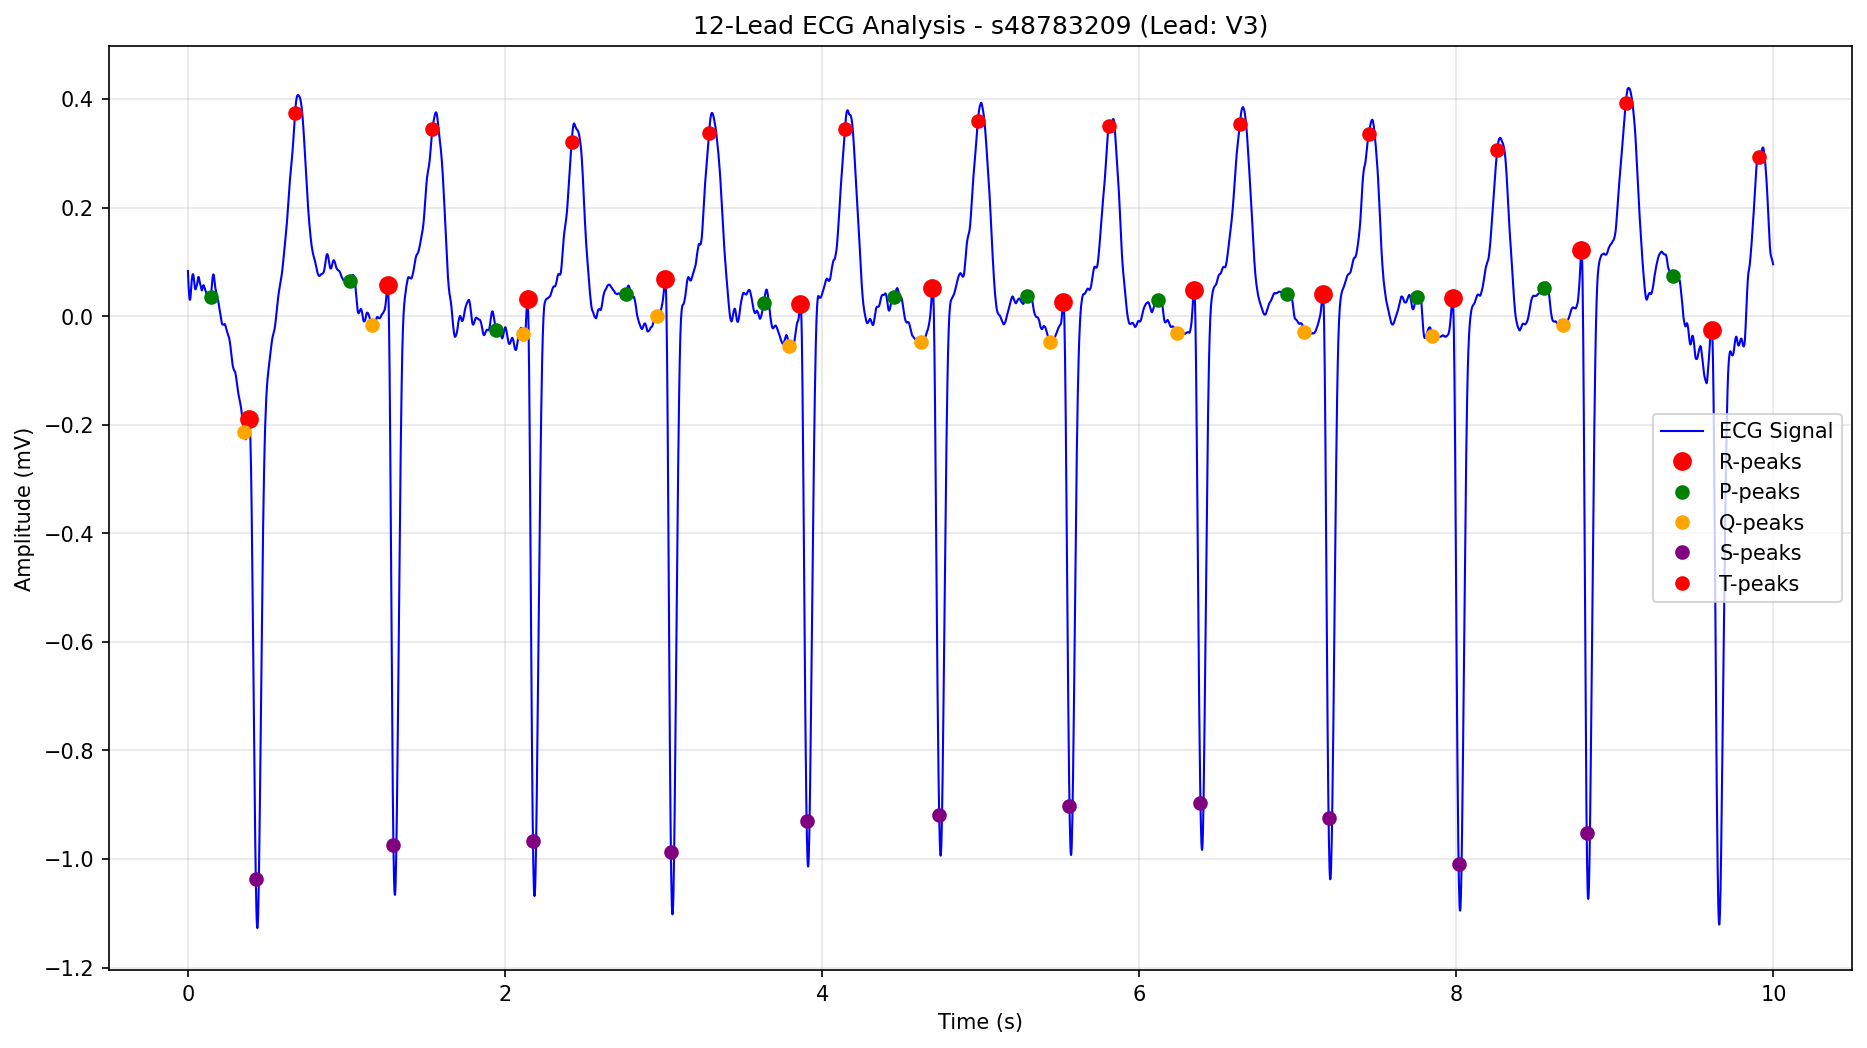 12-Lead ECG Analysis - s48783209 (Lead: V3)
Amplitude (mV)
0.4
0.2
0.0
−0.2
−0.4
−0.6
−0.8
−1.0
−1.2
ECG Signal
R-peaks
P-peaks
Q-peaks
S-peaks
T-peaks
0 2 4 6 8 10
Time (s)